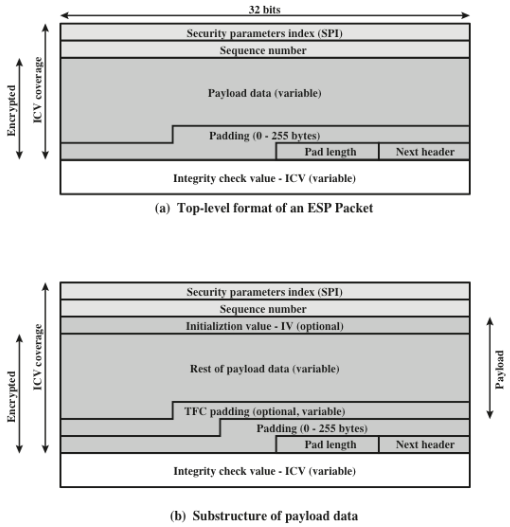 32 bits
Security parameters index (SPI)
Sequence number
Payload data (variable)
Padding (0 - 255 bytes)
Pad length
Next header
Integrity check value - ICV (variable)
Encrypted
ICV coverage
(a) Top-level format of an ESP Packet
Security parameters index (SPI)
Sequence number
Initializtion value - IV (optional)
Rest of payload data (variable)
TFC padding (optional, variable)
Padding (0 - 255 bytes)
Pad length
Next header
Integrity check value - ICV (variable)
Encrypted
ICV coverage
Payload
(b) Substructure of payload data